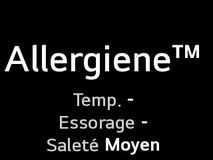 Allergiene™
Temp. -
Essorage -
Saleté Moyen